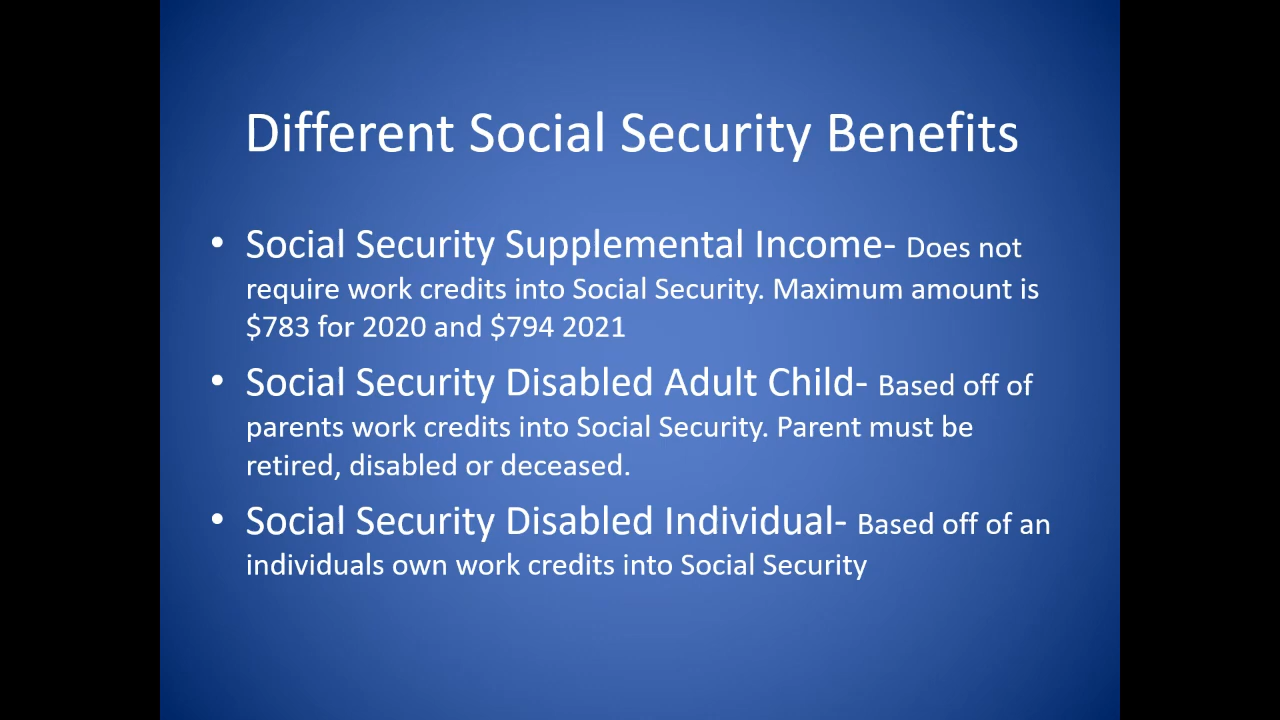 Different Social Security Benefits
• Social Security Supplemental Income- Does not
require work credits into Social Security. Maximum amount is
$783 for 2020 and $794 2021
• Social Security Disabled Adult Child- Based off of
parents work credits into Social Security. Parent must be
retired, disabled or deceased.
• Social Security Disabled Individual- Based off of an
individuals own work credits into Social Security